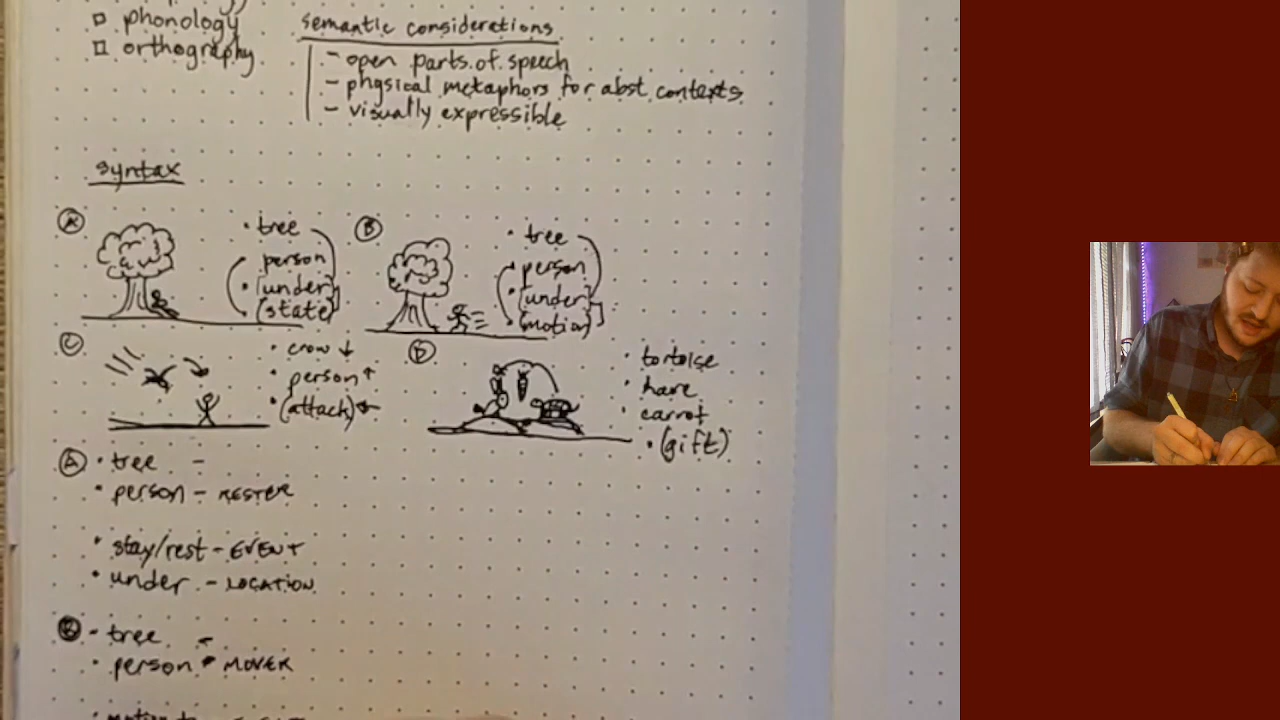 phonology
orthography
semantic considerations
- open parts of speech
- physical metaphors for abst contexts
- visually expressible
syntax
A
• tree
person
• (under)
(state)
B
• tree
person
• (under)
(motion)
C
• crow ↓
• person ↑
• (attack) ←
D
• tortoise
• hare
• carrot
• (gift)
A • tree -
• person - RESTER
• stay/rest - EVENT
• under - LOCATION
B - tree -
• person - MOVER